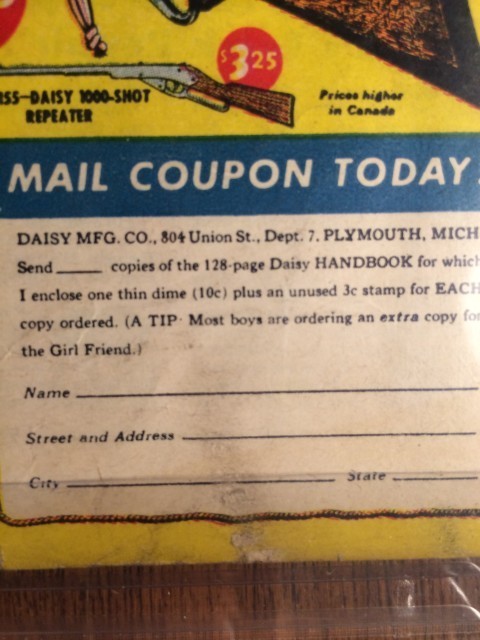 $3.25
155-DAISY 1000-SHOT
REPEATER
Prices higher
in Canada
MAIL COUPON TODAY
DAISY MFG. CO., 804 Union St., Dept. 7, PLYMOUTH, MICH
Send ____ copies of the 128-page Daisy HANDBOOK for which
I enclose one thin dime (10c) plus an unused 3c stamp for EACH
copy ordered. (A TIP: Most boys are ordering an extra copy for
the Girl Friend.)
Name
Street and Address
City State